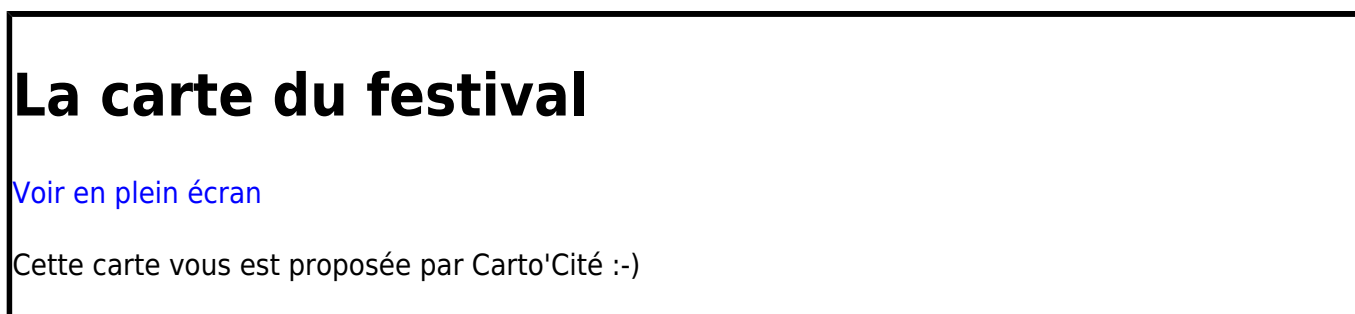 La carte du festival
Voir en plein écran
Cette carte vous est proposée par Carto'Cité :-)